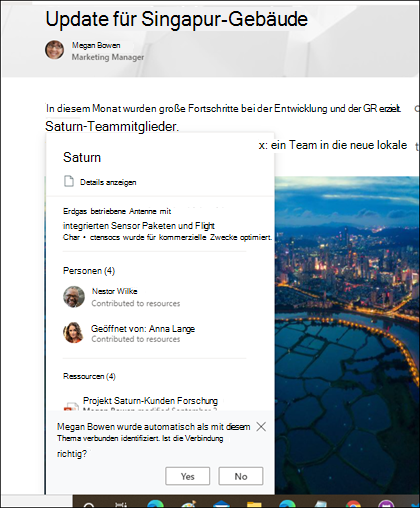 Update für Singapur-Gebäude
Megan Bowen
Marketing Manager
In diesem Monat wurden große Fortschritte bei der Entwicklung und der GR erzielt.
Saturn-Teammitglieder.
x: ein Team in die neue lokale
Saturn
Details anzeigen
Erdgas betriebene Antenne mit
integrierten Sensor Paketen und Flight
Char • ctensocs wurde für kommerzielle Zwecke optimiert.
Personen (4)
Nestor Wilke
Contributed to resources
Geöffnet von: Anna Lange
Contributed to resources
Ressourcen (4)
Projekt Saturn-Kunden Forschung
Megan Bowen modified September 2
Megan Bowen wurde automatisch als mit diesem
Thema verbunden identifiziert. Ist die Verbindung
richtig?
Yes No